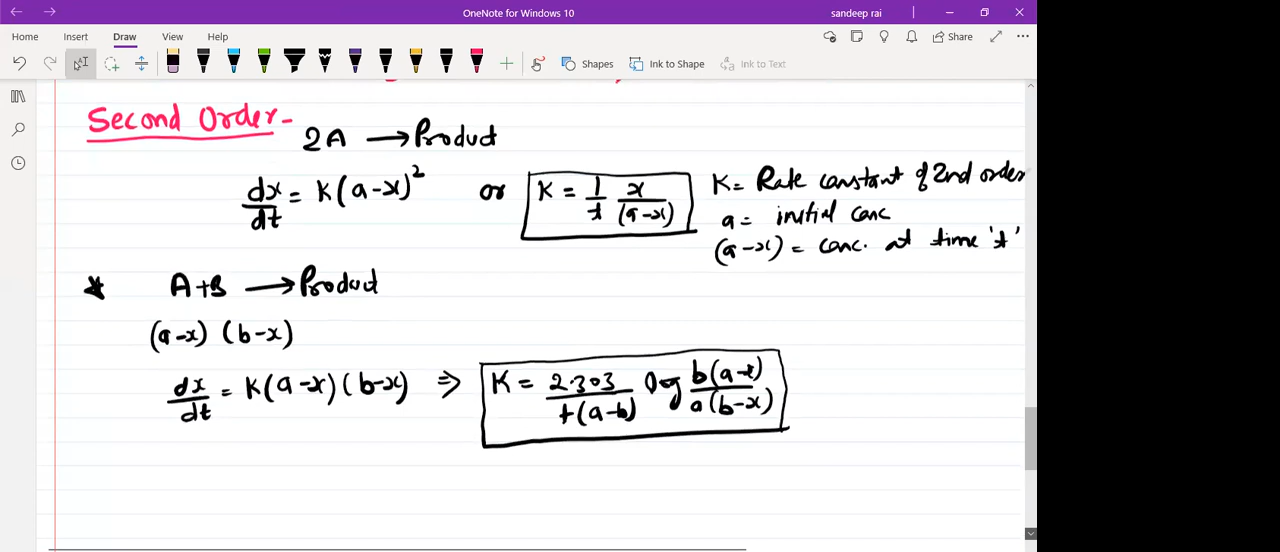 OneNote for Windows 10
sandeep rai
Home Insert Draw View Help
Share
Shapes Ink to Shape Ink to Text
Second Order-
2A → Product
dx/dt = K(a-x)² or K = 1/t x/(a-x)
K = Rate constant of 2nd order
a = initial conc
(a-x) = conc. at time 't'
* A+B → Product
(a-x) (b-x)
dx/dt = K(a-x)(b-x) ⇒ K = 2.303/t(a-b) log b(a-x)/a(b-x)